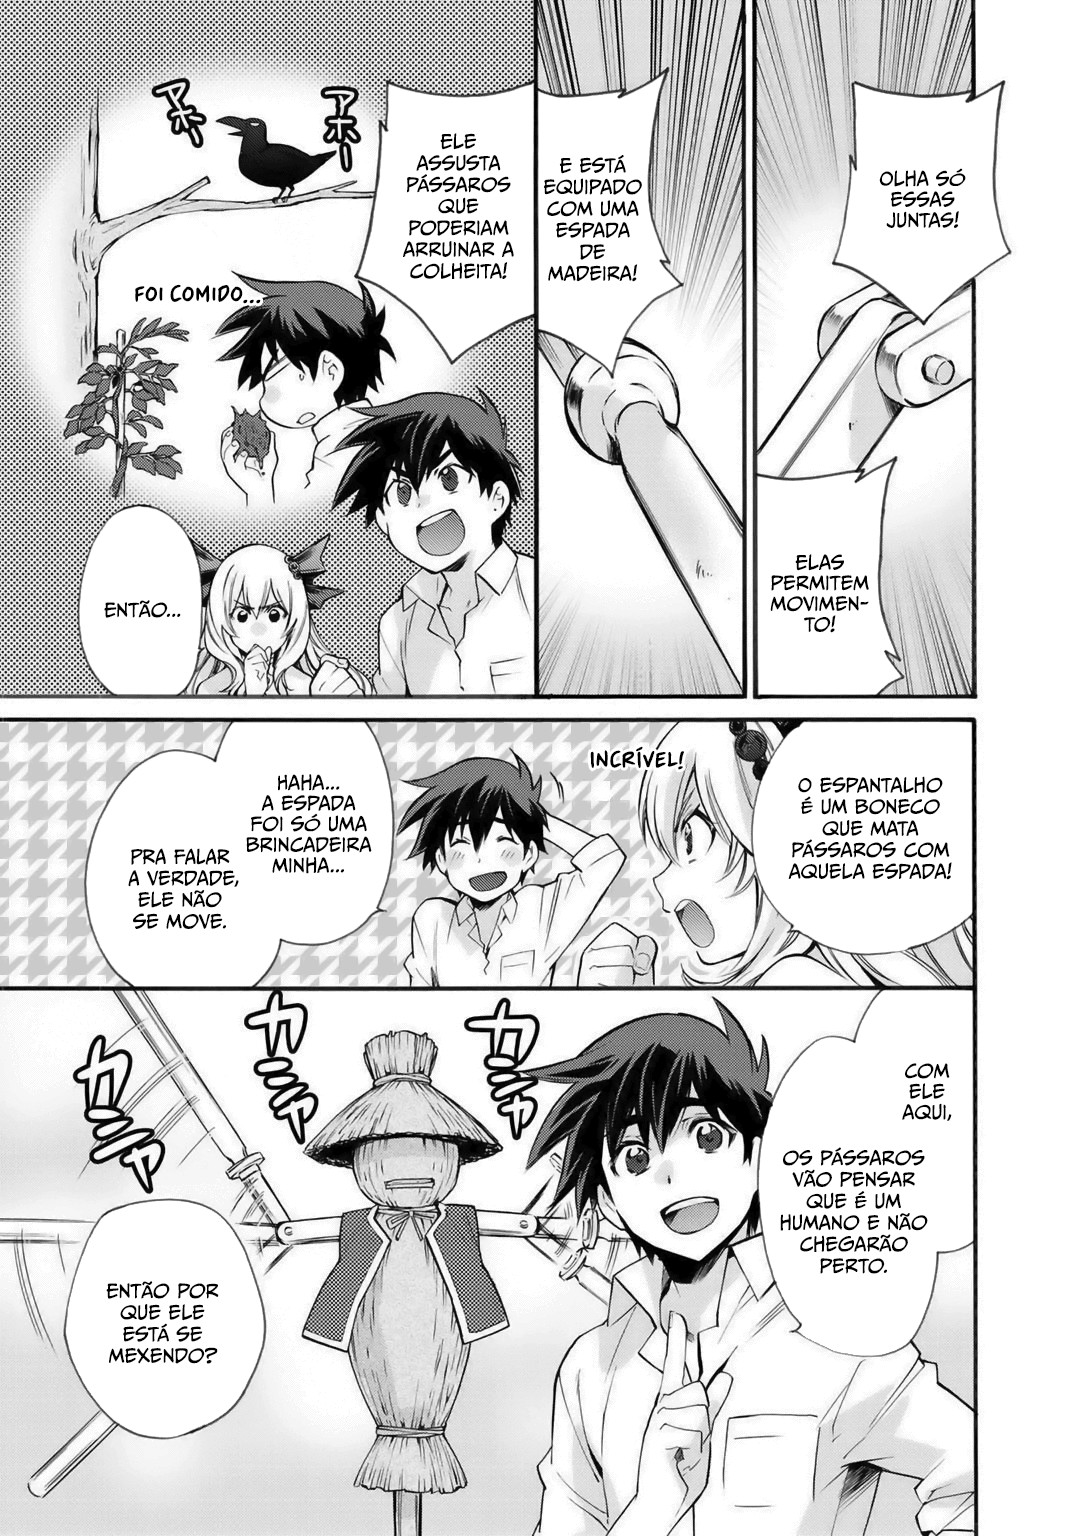 OLHA SÓ
ESSAS
JUNTAS!
ELAS
PERMITEM
MOVIMEN-
TO!
E ESTÁ
EQUIPADO
COM UMA
ESPADA
DE
MADEIRA!
ELE
ASSUSTA
PÁSSAROS
QUE
PODERIAM
ARRUINAR A
COLHEITA!
アホー
アホー
FOI COMIDO...
ENTÃO...
O ESPANTALHO
É UM BONECO
QUE MATA
PÁSSAROS COM
AQUELA ESPADA!
INCRÍVEL!
HAHA...
A ESPADA
FOI SÓ UMA
BRINCADEIRA
MINHA...
PRA FALAR
A VERDADE,
ELE NÃO
SE MOVE.
COM
ELE
AQUI,
OS PÁSSAROS
VÃO PENSAR
QUE É UM
HUMANO E NÃO
CHEGARÃO
PERTO.
カニャ
カニャ
カニャ
ENTÃO POR
QUE ELE
ESTÁ SE
MEXENDO?